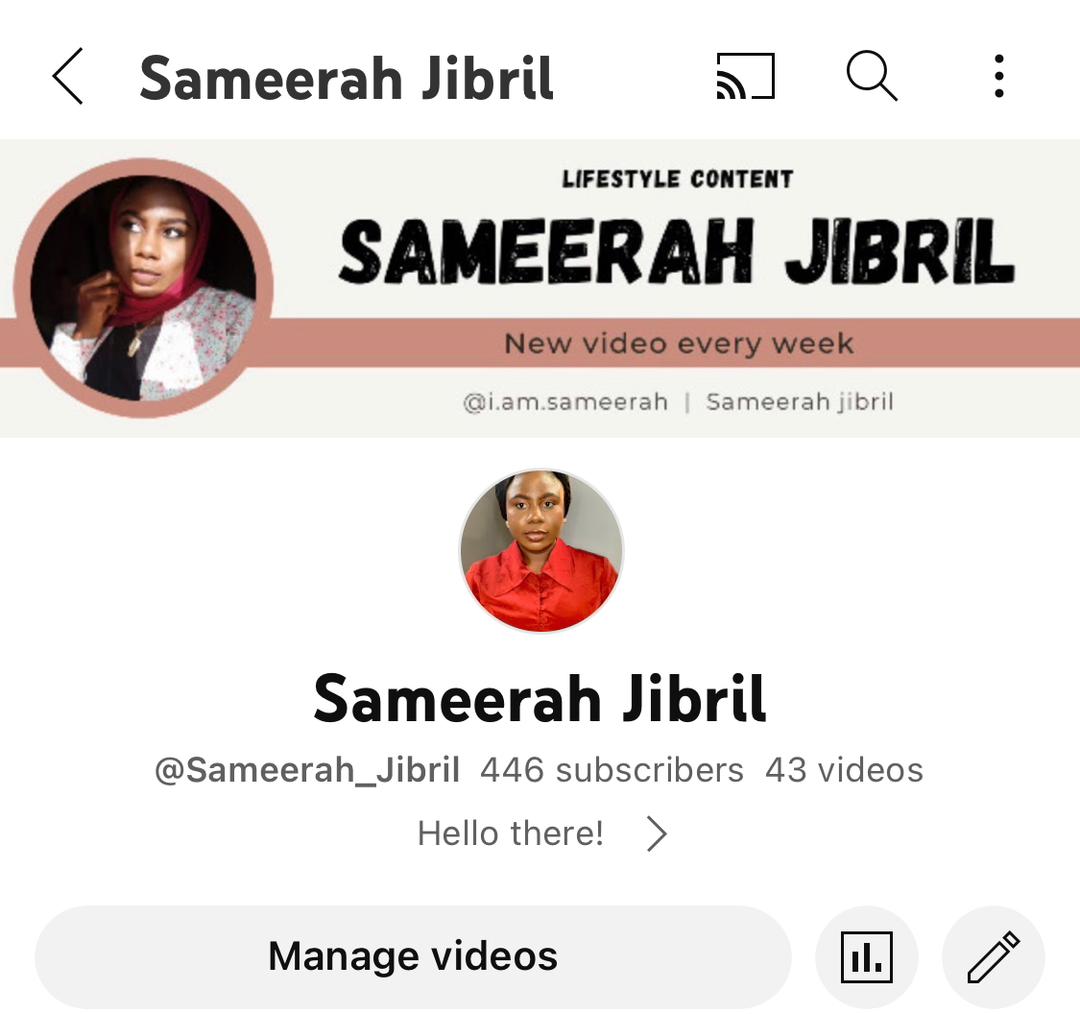 Sameerah Jibril
LIFESTYLE CONTENT
SAMEERAH JIBRIL
New video every week
@i.am.sameerah | Sameerah jibril
Sameerah Jibril
@Sameerah_Jibril 446 subscribers 43 videos
Hello there!
Manage videos